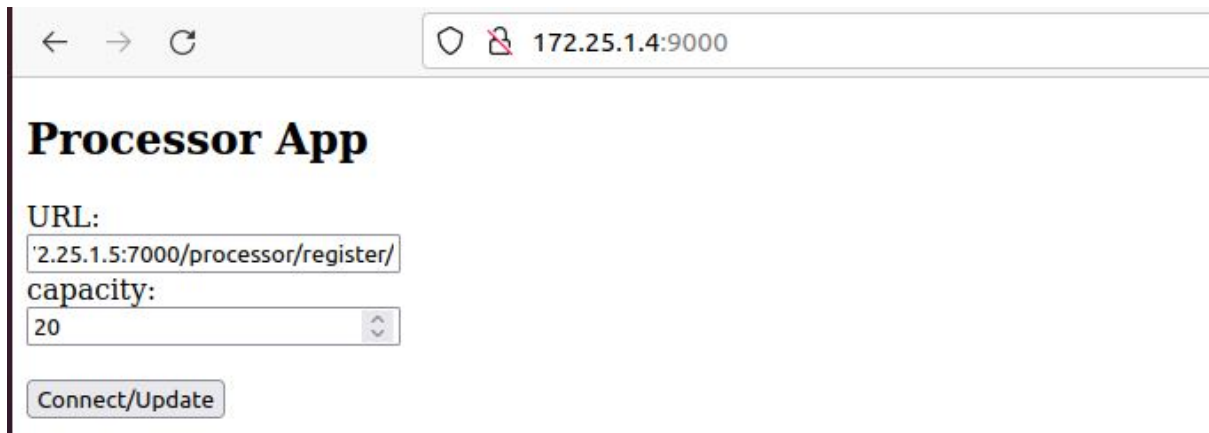 172.25.1.4:9000
Processor App
URL:
2.25.1.5:7000/processor/register/
capacity:
20
Connect/Update